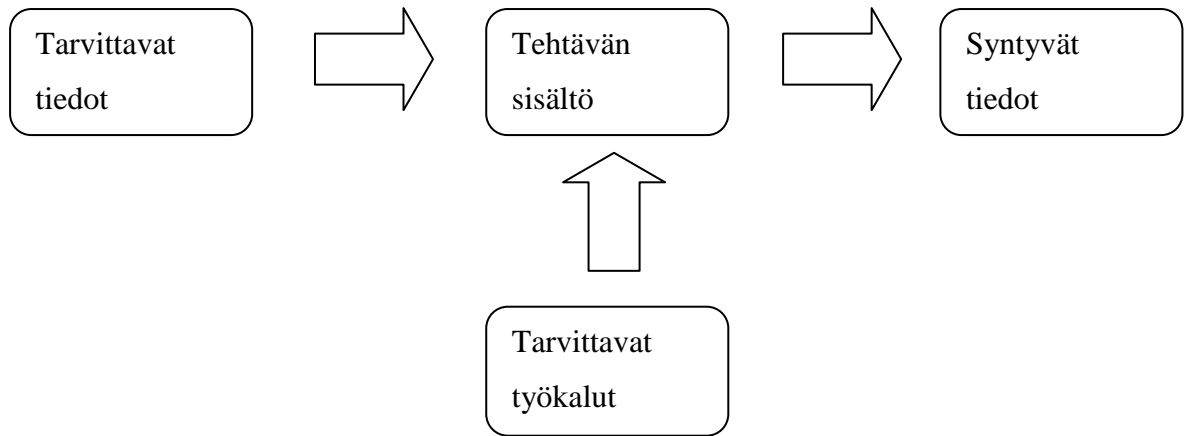 Tarvittavat
tiedot
Tehtävän
sisältö
Syntyvät
tiedot
Tarvittavat
työkalut